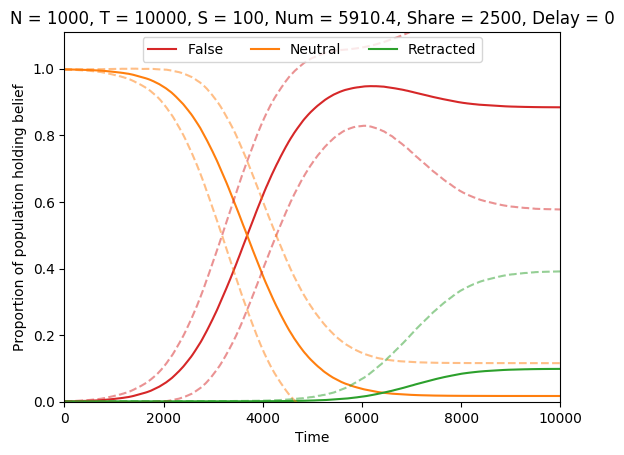 N = 1000, T = 10000, S = 100, Num = 5910.4, Share = 2500, Delay = 0
False Neutral Retracted
Proportion of population holding belief
1.0
0.8
0.6
0.4
0.2
0.0
0 2000 4000 6000 8000 10000
Time